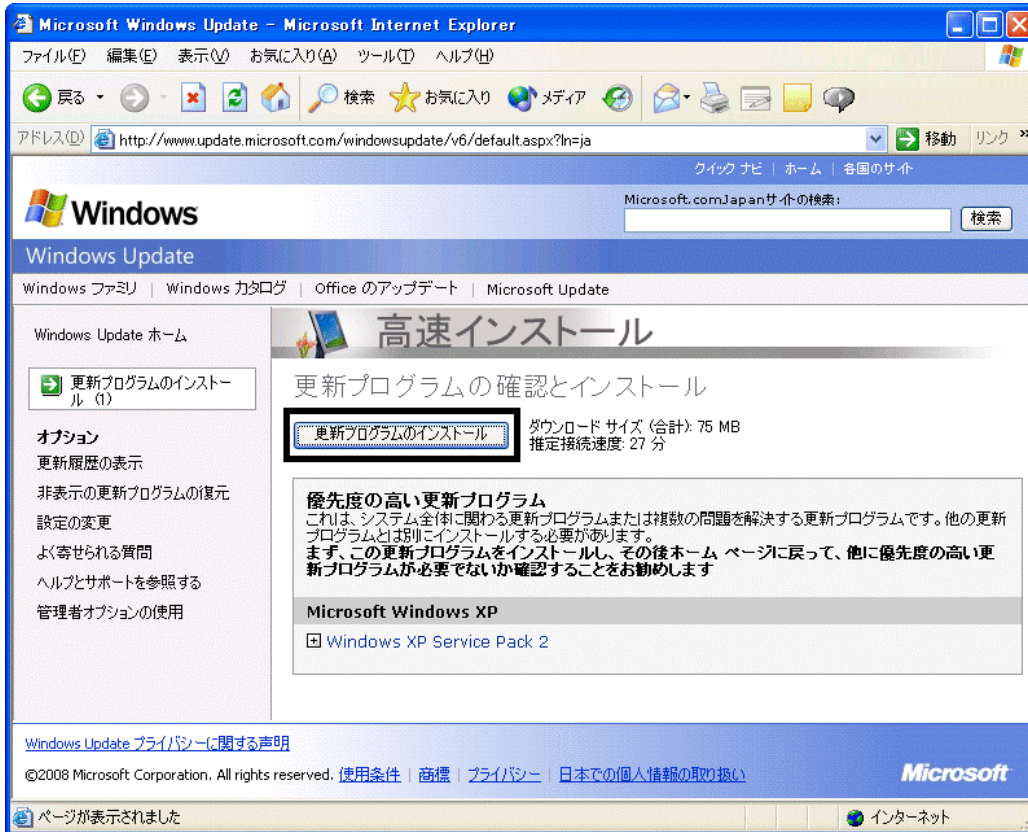 Microsoft Windows Update - Microsoft Internet Explorer
ファイル(F) 編集(E) 表示(V) お気に入り(A) ツール(T) ヘルプ(H)
戻る 検索 お気に入り メディア
アドレス(D) http://www.update.microsoft.com/windowsupdate/v6/default.aspx?ln=ja 移動 リンク »
クイック ナビ | ホーム | 各国のサイト
Windows
Microsoft.comJapanサイトの検索:
検索
Windows Update
Windows ファミリ | Windows カタログ | Office のアップデート | Microsoft Update
Windows Update ホーム
更新プログラムのインストー
ル (1)
オプション
更新履歴の表示
非表示の更新プログラムの復元
設定の変更
よく寄せられる質問
ヘルプとサポートを参照する
管理者オプションの使用
高速インストール
更新プログラムの確認とインストール
更新プログラムのインストール
ダウンロード サイズ (合計): 75 MB
推定接続速度: 27 分
優先度の高い更新プログラム
これは、システム全体に関わる更新プログラムまたは複数の問題を解決する更新プログラムです。他の更新
プログラムとは別にインストールする必要があります。
まず、この更新プログラムをインストールし、その後ホーム ページに戻って、他に優先度の高い更
新プログラムが必要でないか確認することをお勧めします
Microsoft Windows XP
Windows XP Service Pack 2
Windows Update プライバシーに関する声明
©2008 Microsoft Corporation. All rights reserved. 使用条件 | 商標 | プライバシー | 日本での個人情報の取り扱い
Microsoft
ページが表示されました
インターネット